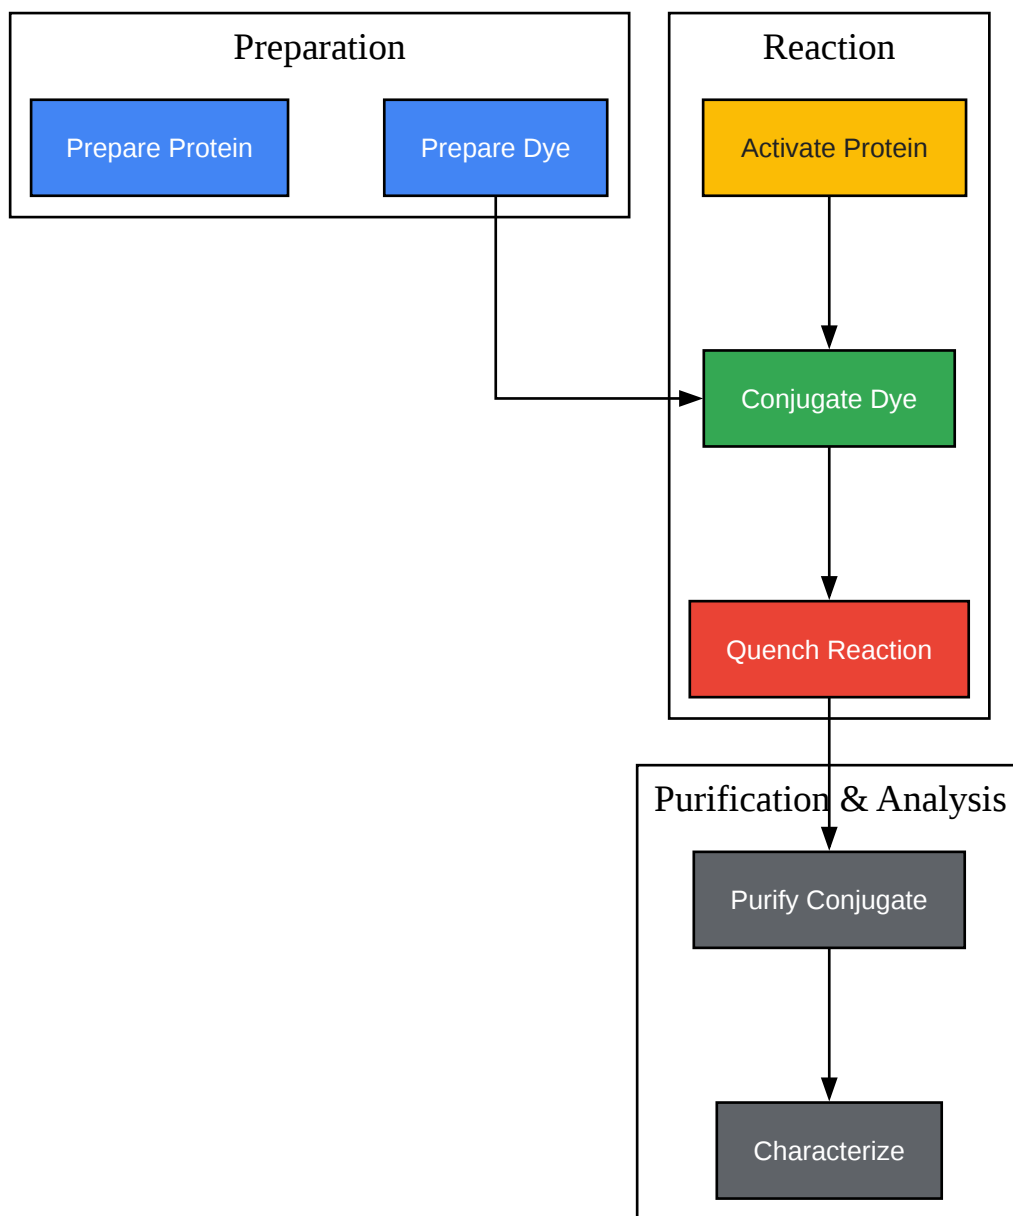 Preparation
Prepare Protein
Prepare Dye
Reaction
Activate Protein
Conjugate Dye
Quench Reaction
Purification & Analysis
Purify Conjugate
Characterize